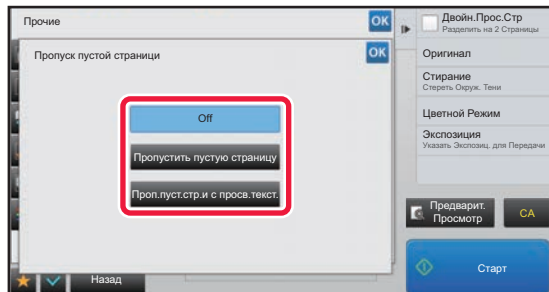 Прочие
OK
Пропуск пустой страници
OK
Off
Пропустить пустую страницу
Проп.пуст.стр.и с просв.текст.
Назад
Двойн.Прос.Стр
Разделить на 2 Страницы
Оригинал
Стирание
Стереть Окруж. Тени
Цветной Режим
Экспозиция
Указать Экспозиц. для Передачи
Предварит.
Просмотр
CA
Старт